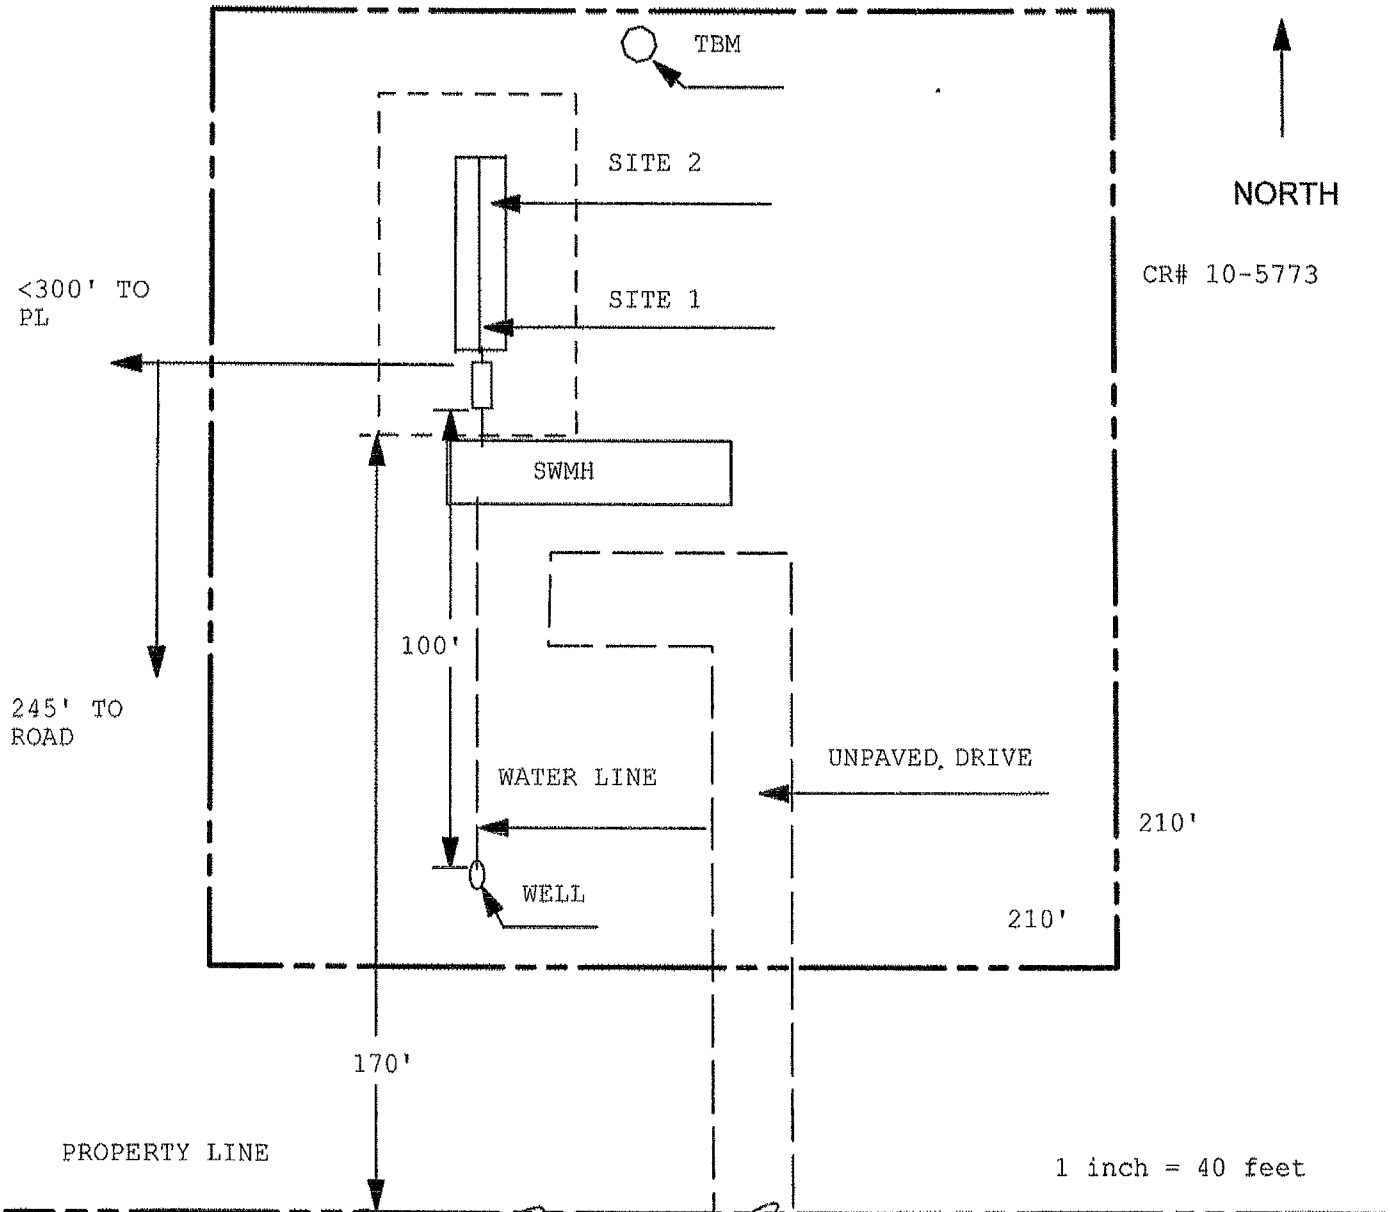 TBM
SITE 2
NORTH
CR# 10-5773
<300' TO
PL
SITE 1
SWMH
100'
245' TO
ROAD
UNPAVED DRIVE
WATER LINE
210'
WELL
210'
170'
PROPERTY LINE
1 inch = 40 feet